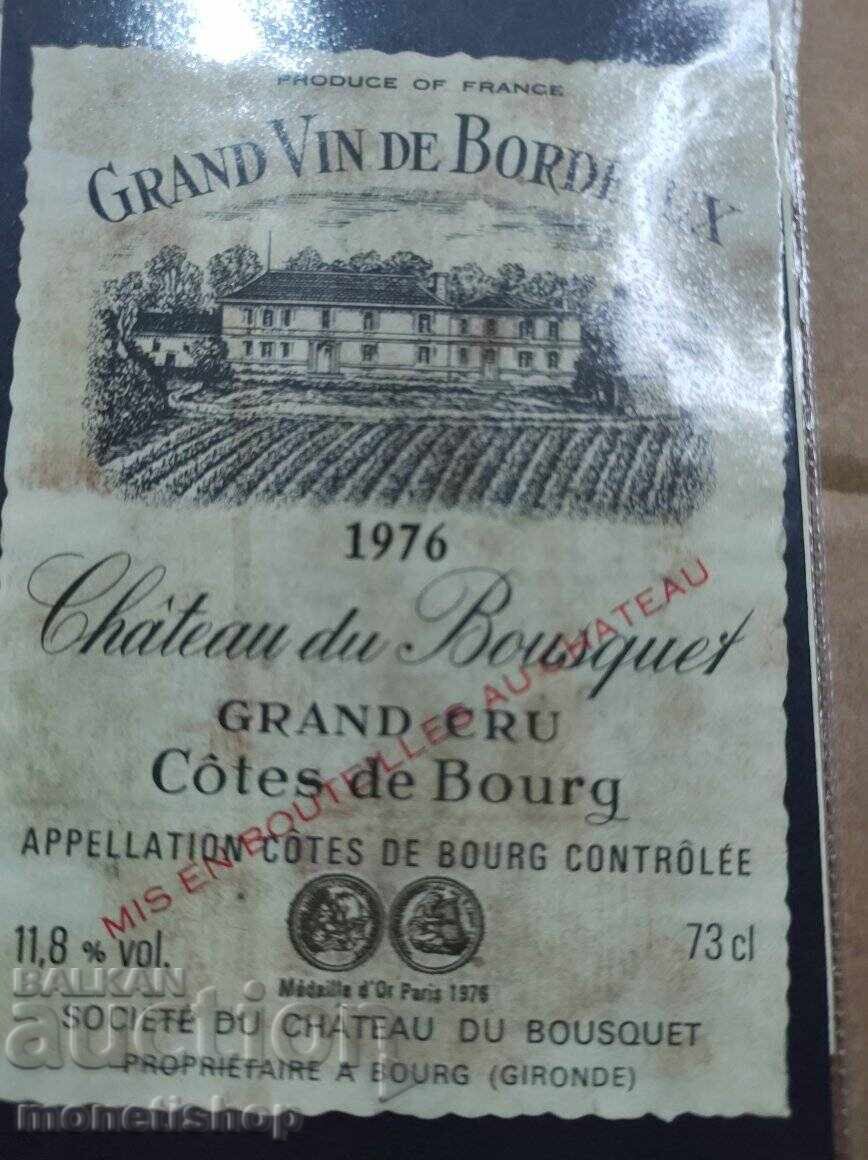 PRODUCE OF FRANCE
GRAND VIN DE BORDEAUX
1976
Château du Bousquet
MIS EN BOUTEILLES AU CHATEAU
GRAND CRU
Côtes de Bourg
APPELLATION CÔTES DE BOURG CONTRÔLÉE
11,8 % vol.
73 cl
Médaille d'Or Paris 1976
SOCIÉTÉ DU CHÂTEAU DU BOUSQUET
PROPRIÉTAIRE A BOURG (GIRONDE)
BALKAN
auction
monetishop